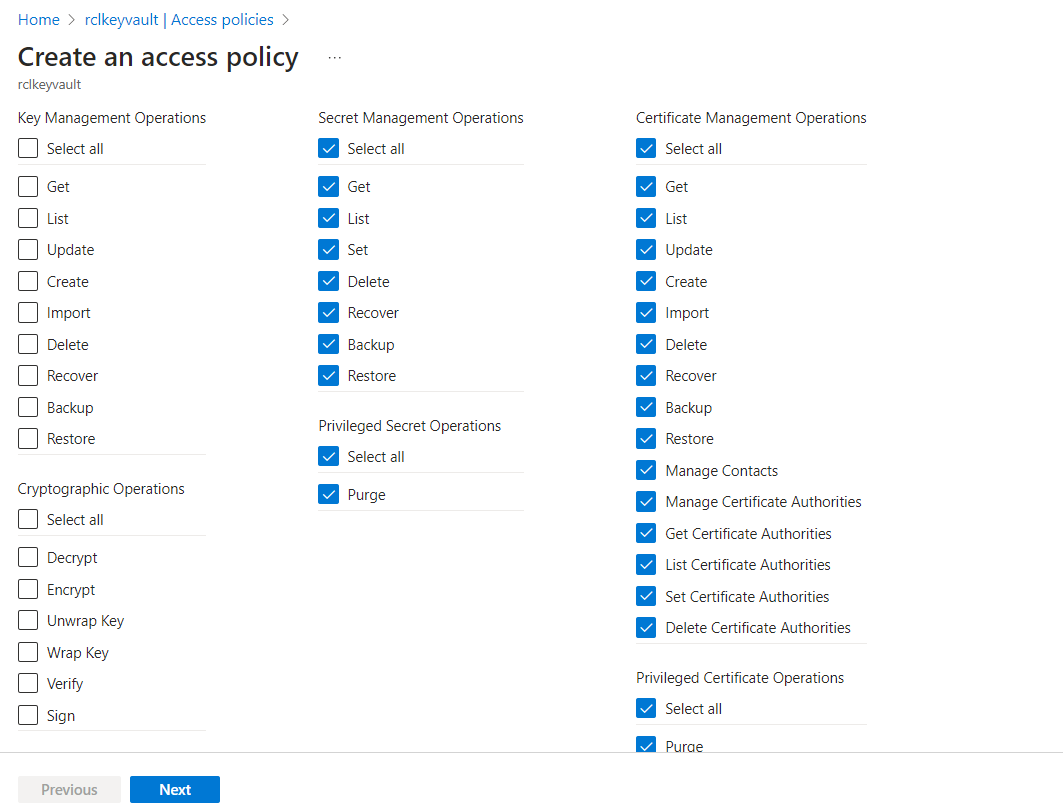 Home > rclkeyvault | Access policies >
Create an access policy ...
rclkeyvault
Key Management Operations
Select all
Get
List
Update
Create
Import
Delete
Recover
Backup
Restore
Cryptographic Operations
Select all
Decrypt
Encrypt
Unwrap Key
Wrap Key
Verify
Sign
Secret Management Operations
Select all
Get
List
Set
Delete
Recover
Backup
Restore
Privileged Secret Operations
Select all
Purge
Certificate Management Operations
Select all
Get
List
Update
Create
Import
Delete
Recover
Backup
Restore
Manage Contacts
Manage Certificate Authorities
Get Certificate Authorities
List Certificate Authorities
Set Certificate Authorities
Delete Certificate Authorities
Privileged Certificate Operations
Select all
Purge
Previous
Next